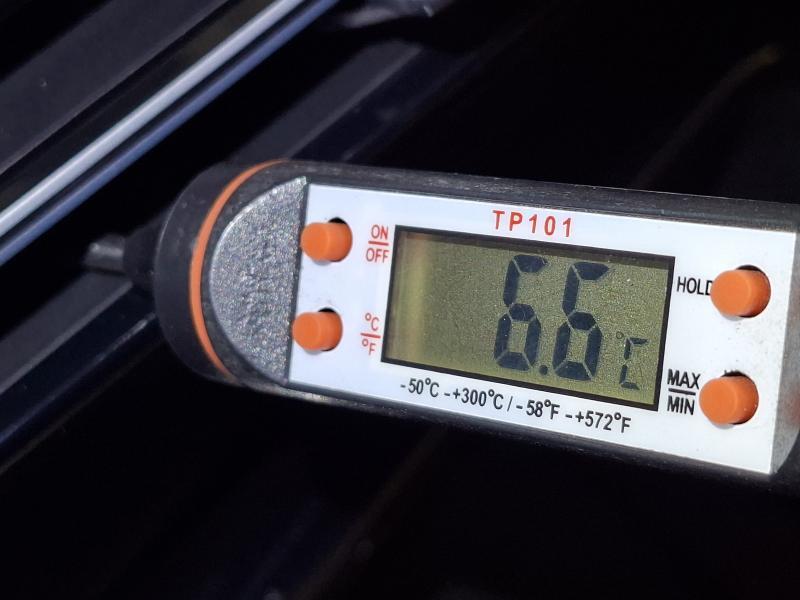 TP101
ON
OFF
°C
°F
6.6°C
HOLD
MAX
MIN
-50°C -+300°C / -58°F -+572°F